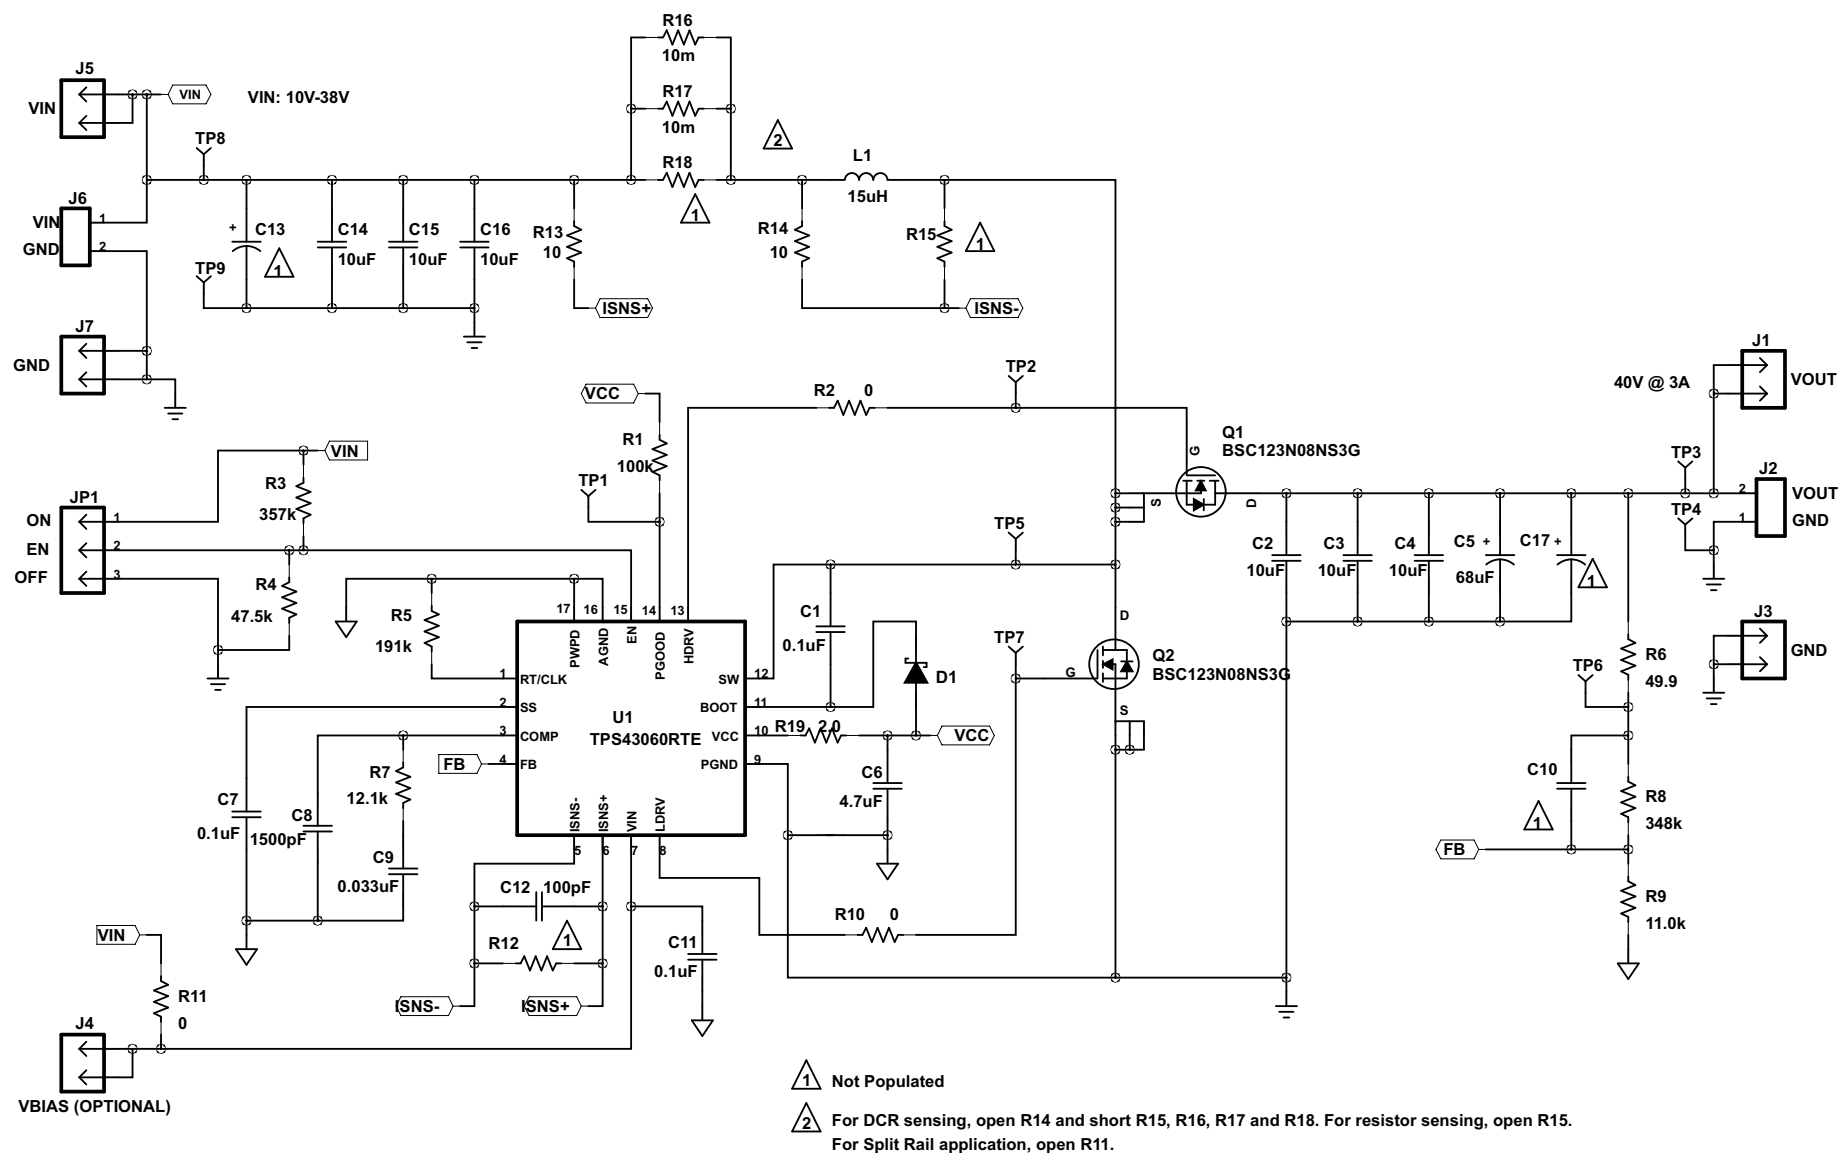 R16
10m
J5
VIN
VIN
VIN: 10V-38V
R17
10m
2
TP8
R18
1
L1
15uH
J6
VIN
1
GND
2
+
C13
1
C14
10uF
C15
10uF
C16
10uF
R13
10
R14
10
R15
1
TP9
ISNS+
ISNS-
J7
GND
TP2
VCC
R2
0
40V @ 3A
J1
VOUT
R1
100k
Q1
BSC123N08NS3G
G
S
D
VIN
R3
357k
TP1
TP3
J2
2
VOUT
1
GND
TP4
JP1
ON
1
EN
2
OFF
3
R4
47.5k
TP5
C2
10uF
C3
10uF
C4
10uF
C5
+
68uF
C17
+
1
R5
191k
17
16
15
14
13
PWPD
AGND
EN
PGOOD
HDRV
C1
0.1uF
TP7
D
G
Q2
BSC123N08NS3G
S
J3
GND
R6
49.9
TP6
1
RT/CLK
2
SS
3
COMP
4
FB
FB
U1
TPS43060RTE
SW
12
BOOT
11
VCC
10
PGND
9
D1
R19
2.0
VCC
C6
4.7uF
R7
12.1k
C7
0.1uF
C8
1500pF
C9
0.033uF
ISNS-
ISNS+
VIN
LDRV
5
6
7
8
C10
1
R8
348k
FB
R9
11.0k
C12
100pF
R10
0
VIN
R12
1
C11
0.1uF
R11
0
ISNS-
ISNS+
J4
VBIAS (OPTIONAL)
1
Not Populated
2
For DCR sensing, open R14 and short R15, R16, R17 and R18. For resistor sensing, open R15.
For Split Rail application, open R11.